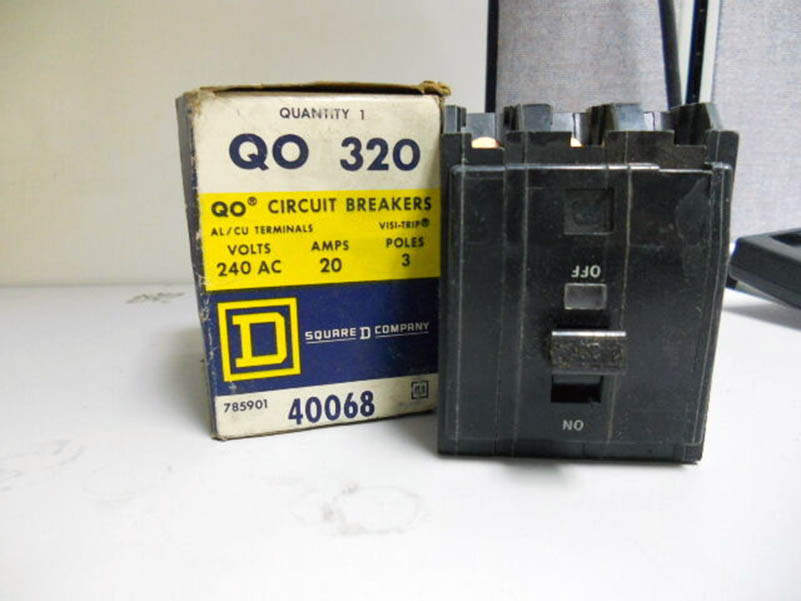 QUANTITY 1
QO 320
QO® CIRCUIT BREAKERS
AL/CU TERMINALS VISI-TRIP®
VOLTS AMPS POLES
240 AC 20 3
D SQUARE D COMPANY
785901 40068
OFF
ON